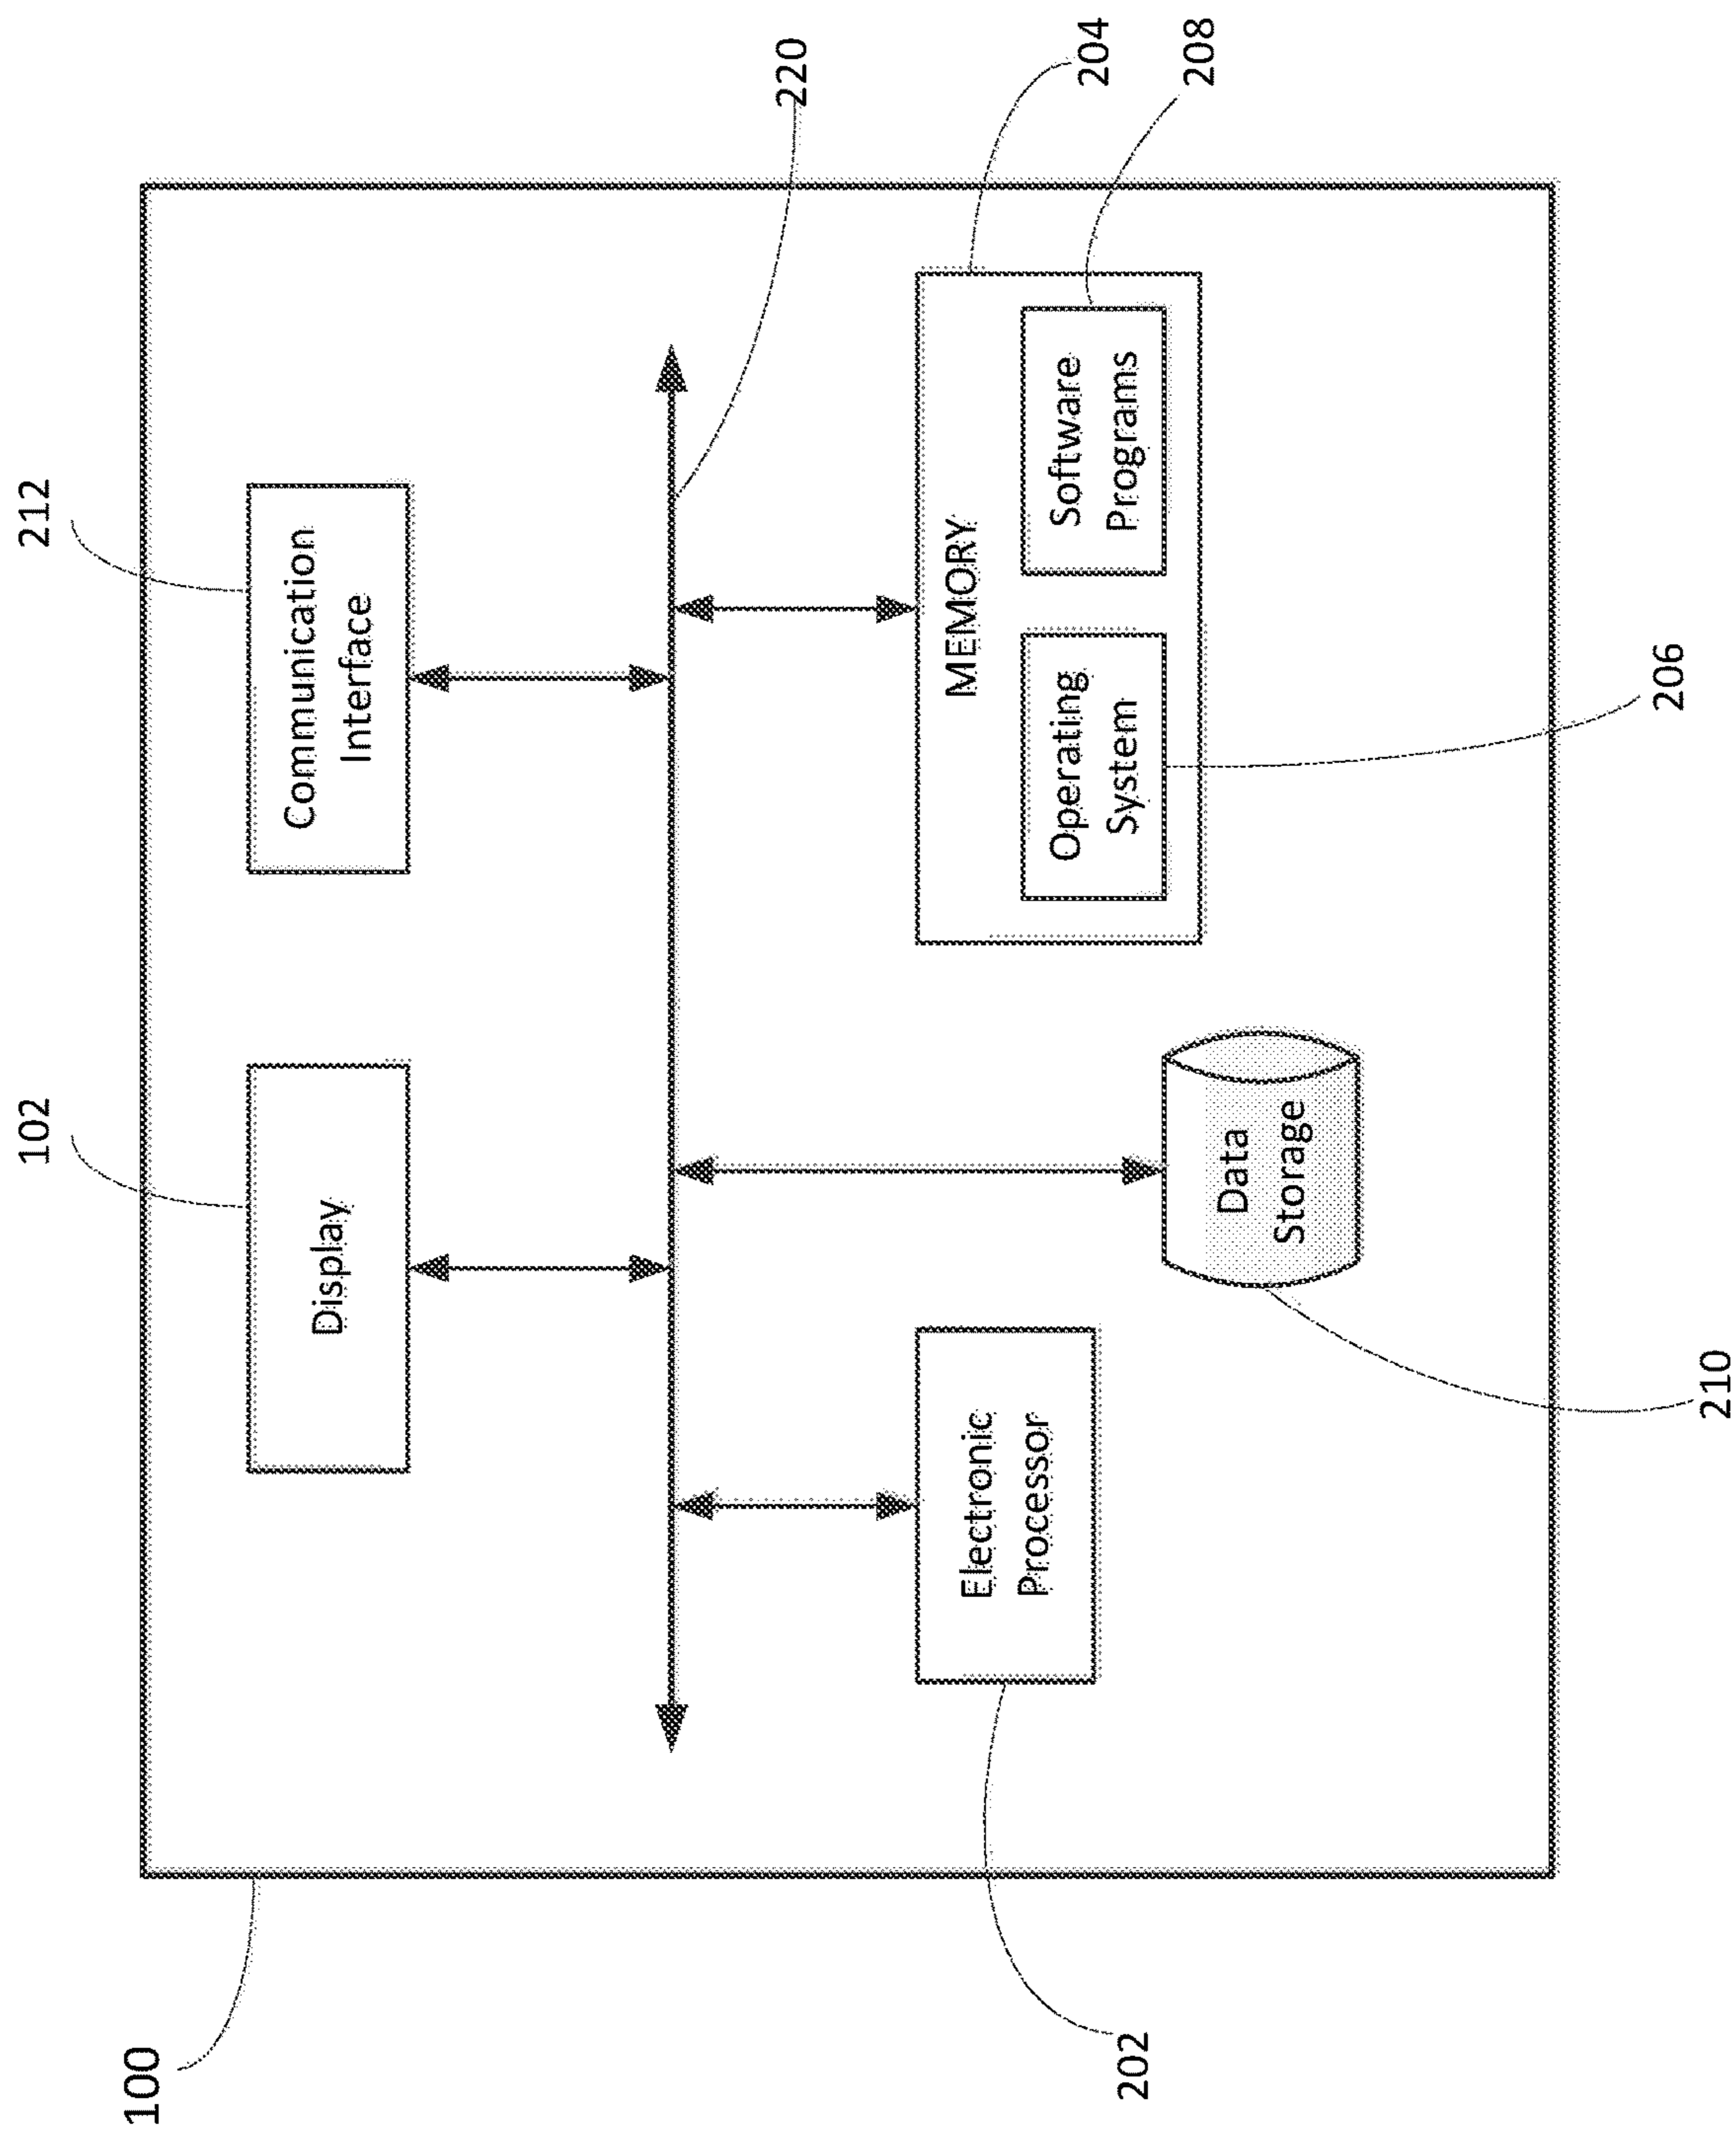 100
102
212
Display
Communication
Interface
220
Electronic
Processor
202
Data
Storage
210
MEMORY
204
Operating
System
206
Software
Programs
208